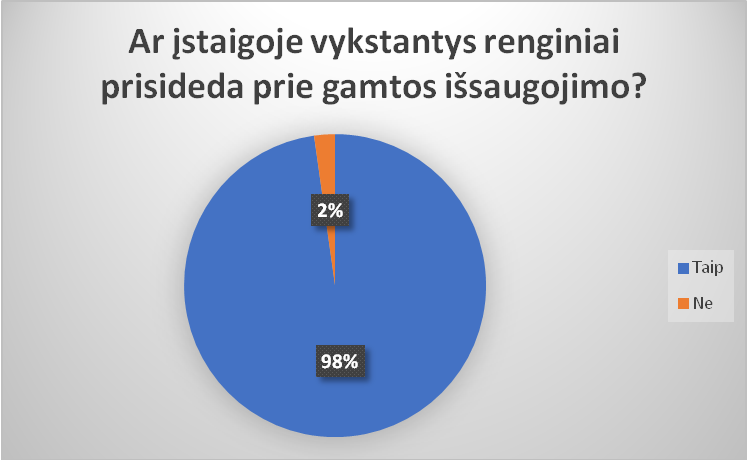 Ar įstaigoje vykstantys renginiai
prisideda prie gamtos išsaugojimo?
2%
98%
Taip
Ne